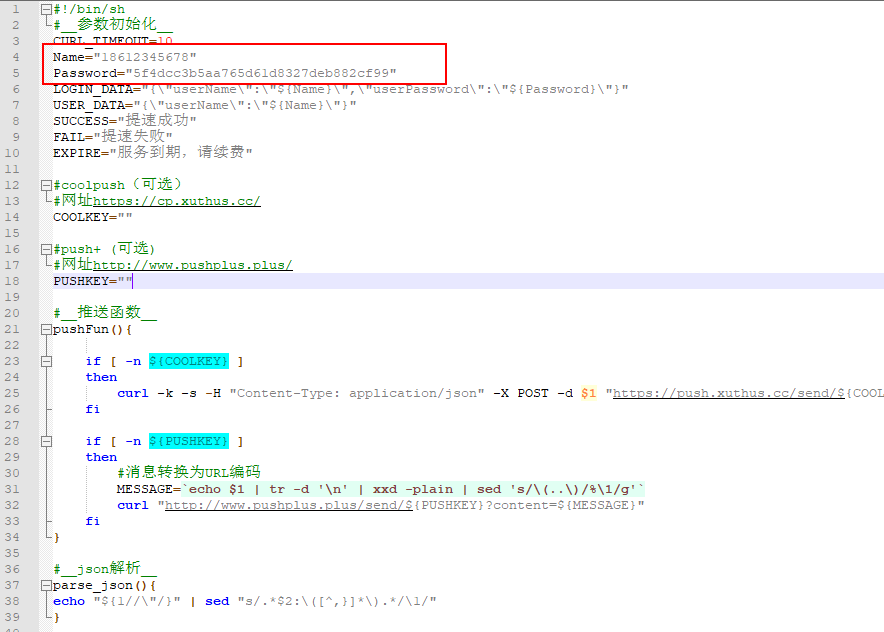 1 #!/bin/sh
2 #__参数初始化__
3 CURL_TIMEOUT=10
4 Name="18612345678"
5 Password="5f4dcc3b5aa765d61d8327deb882cf99"
6 LOGIN_DATA="{\"userName\":\"${Name}\",\"userPassword\":\"${Password}\"}"
7 USER_DATA="{\"userName\":\"${Name}\"}"
8 SUCCESS="提速成功"
9 FAIL="提速失败"
10 EXPIRE="服务到期，请续费"
11
12 #coolpush（可选）
13 #网址https://cp.xuthus.cc/
14 COOLKEY=""
15
16 #push+（可选）
17 #网址http://www.pushplus.plus/
18 PUSHKEY=""
19
20 #__推送函数__
21 pushFun(){
22
23 if [ -n ${COOLKEY} ]
24 then
25 curl -k -s -H "Content-Type: application/json" -X POST -d $1 "https://push.xuthus.cc/send/${COOL
26 fi
27
28 if [ -n ${PUSHKEY} ]
29 then
30 #消息转换为URL编码
31 MESSAGE=`echo $1 | tr -d '\n' | xxd -plain | sed 's/\(..\)/%\1/g'`
32 curl "http://www.pushplus.plus/send/${PUSHKEY}?content=${MESSAGE}"
33 fi
34 }
35
36 #__json解析__
37 parse_json(){
38 echo "${1//\"/}" | sed "s/.*$2:\([^,}]*\).*/\1/"
39 }